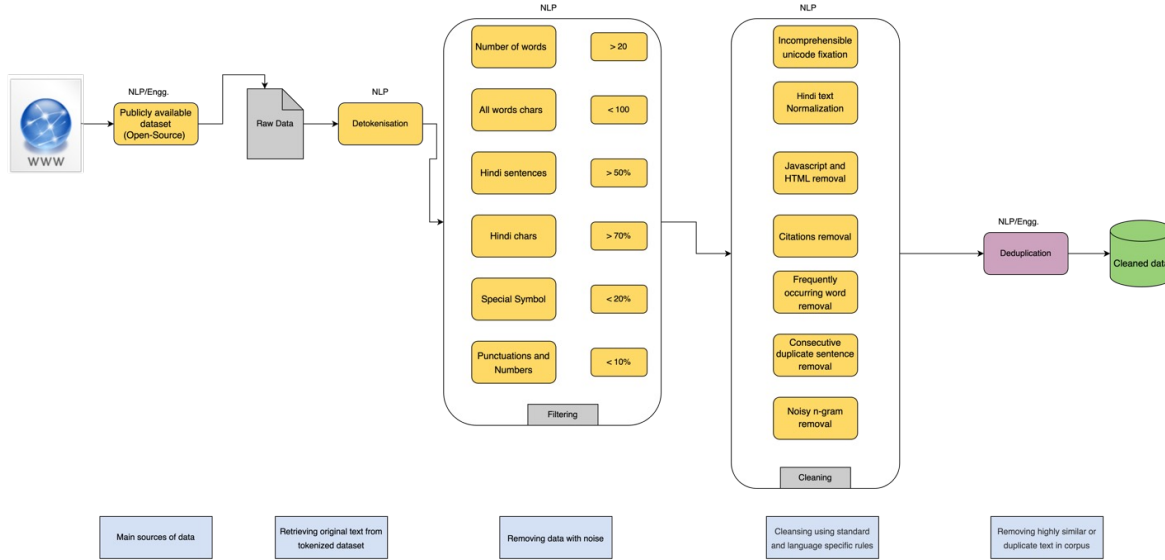 NLP
NLP
Number of words
> 20
Incomprehensible
unicode fixation
NLP/Engg.
NLP
Publicly available
dataset
(Open-Source)
Raw Data
Detokenisation
All words chars
< 100
Hindi text
Normalization
WWW
Hindi sentences
> 50%
Javascript and
HTML removal
Hindi chars
> 70%
Citations removal
NLP/Engg.
Deduplication
Cleaned data
Special Symbol
< 20%
Frequently
occurring word
removal
Punctuations and
Numbers
< 10%
Consecutive
duplicate sentence
removal
Filtering
Noisy n-gram
removal
Cleaning
Main sources of data
Retrieving original text from
tokenized dataset
Removing data with noise
Cleansing using standard
and language specific rules
Removing highly similar or
duplicate text in corpus